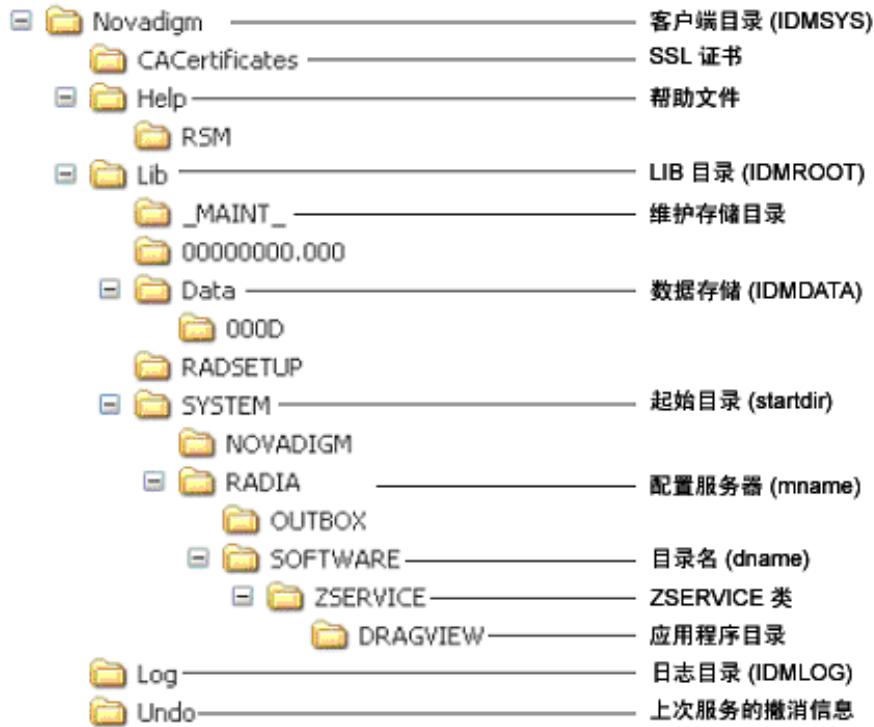 Novadigm 客户端目录 (IDMSYS)
CACertificates SSL 证书
Help 帮助文件
RSM
Lib LIB 目录 (IDMROOT)
_MAINT_ 维护存储目录
00000000.000
Data 数据存储 (IDMDATA)
000D
RADSETUP
SYSTEM 起始目录 (startdir)
NOVADIGM
RADIA 配置服务器 (mname)
OUTBOX
SOFTWARE 目录名 (dname)
ZSERVICE ZSERVICE 类
DRAGVIEW 应用程序目录
Log 日志目录 (IDMLOG)
Undo 上次服务的撤消信息